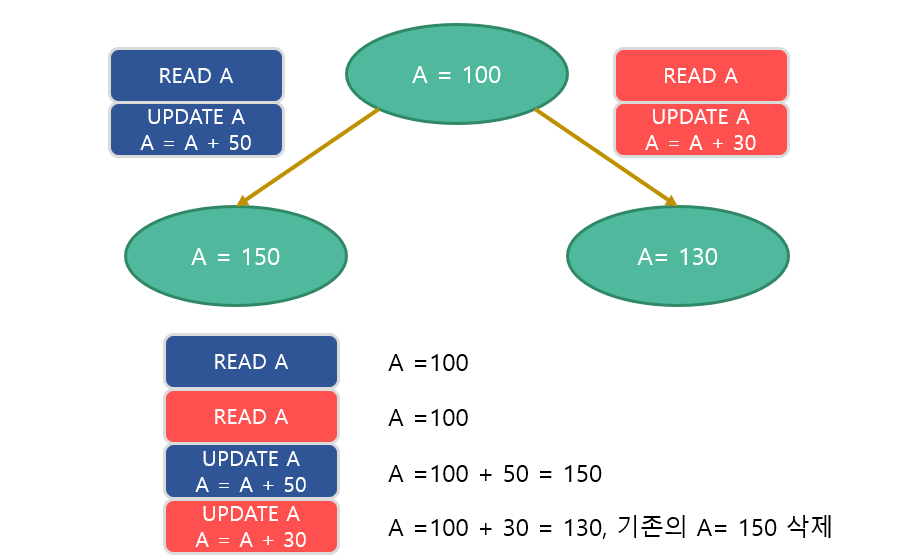 READ A
UPDATE A
A = A + 50
A = 100
READ A
UPDATE A
A = A + 30
A = 150
A= 130
READ A
A =100
READ A
A =100
UPDATE A
A = A + 50
A =100 + 50 = 150
UPDATE A
A = A + 30
A =100 + 30 = 130, 기존의 A= 150 삭제